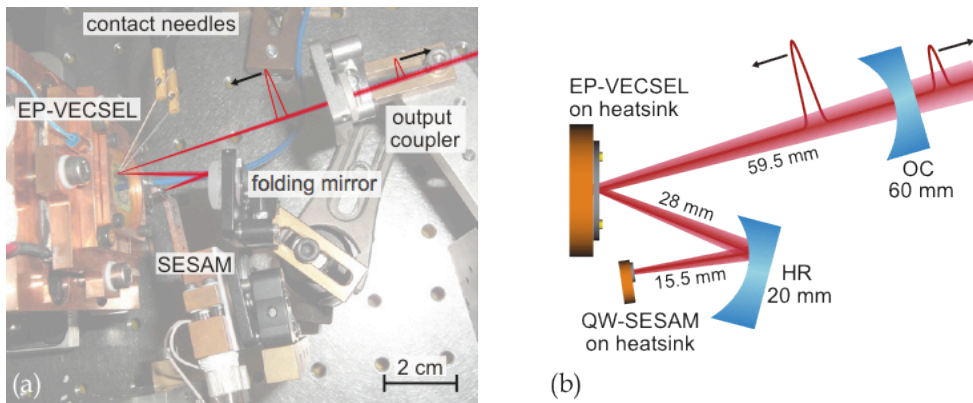 contact needles
EP-VECSEL
output
coupler
folding mirror
SESAM
2 cm
(a)
EP-VECSEL
on heatsink
59.5 mm
OC
60 mm
28 mm
15.5 mm
HR
20 mm
QW-SESAM
on heatsink
(b)